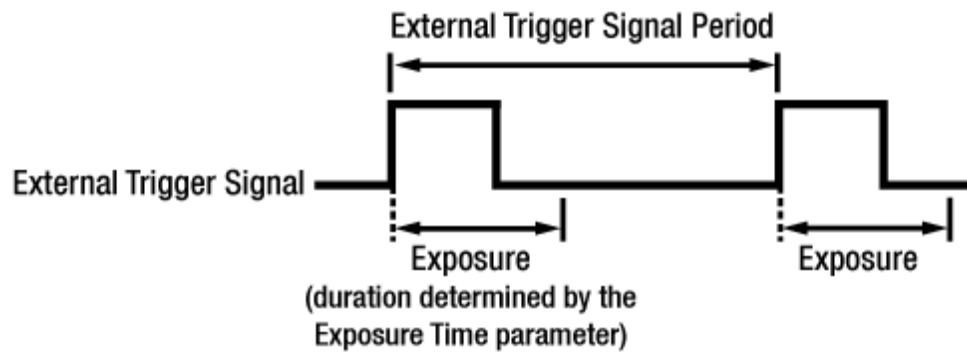 External Trigger Signal Period
External Trigger Signal
Exposure
(duration determined by the
Exposure Time parameter)
Exposure